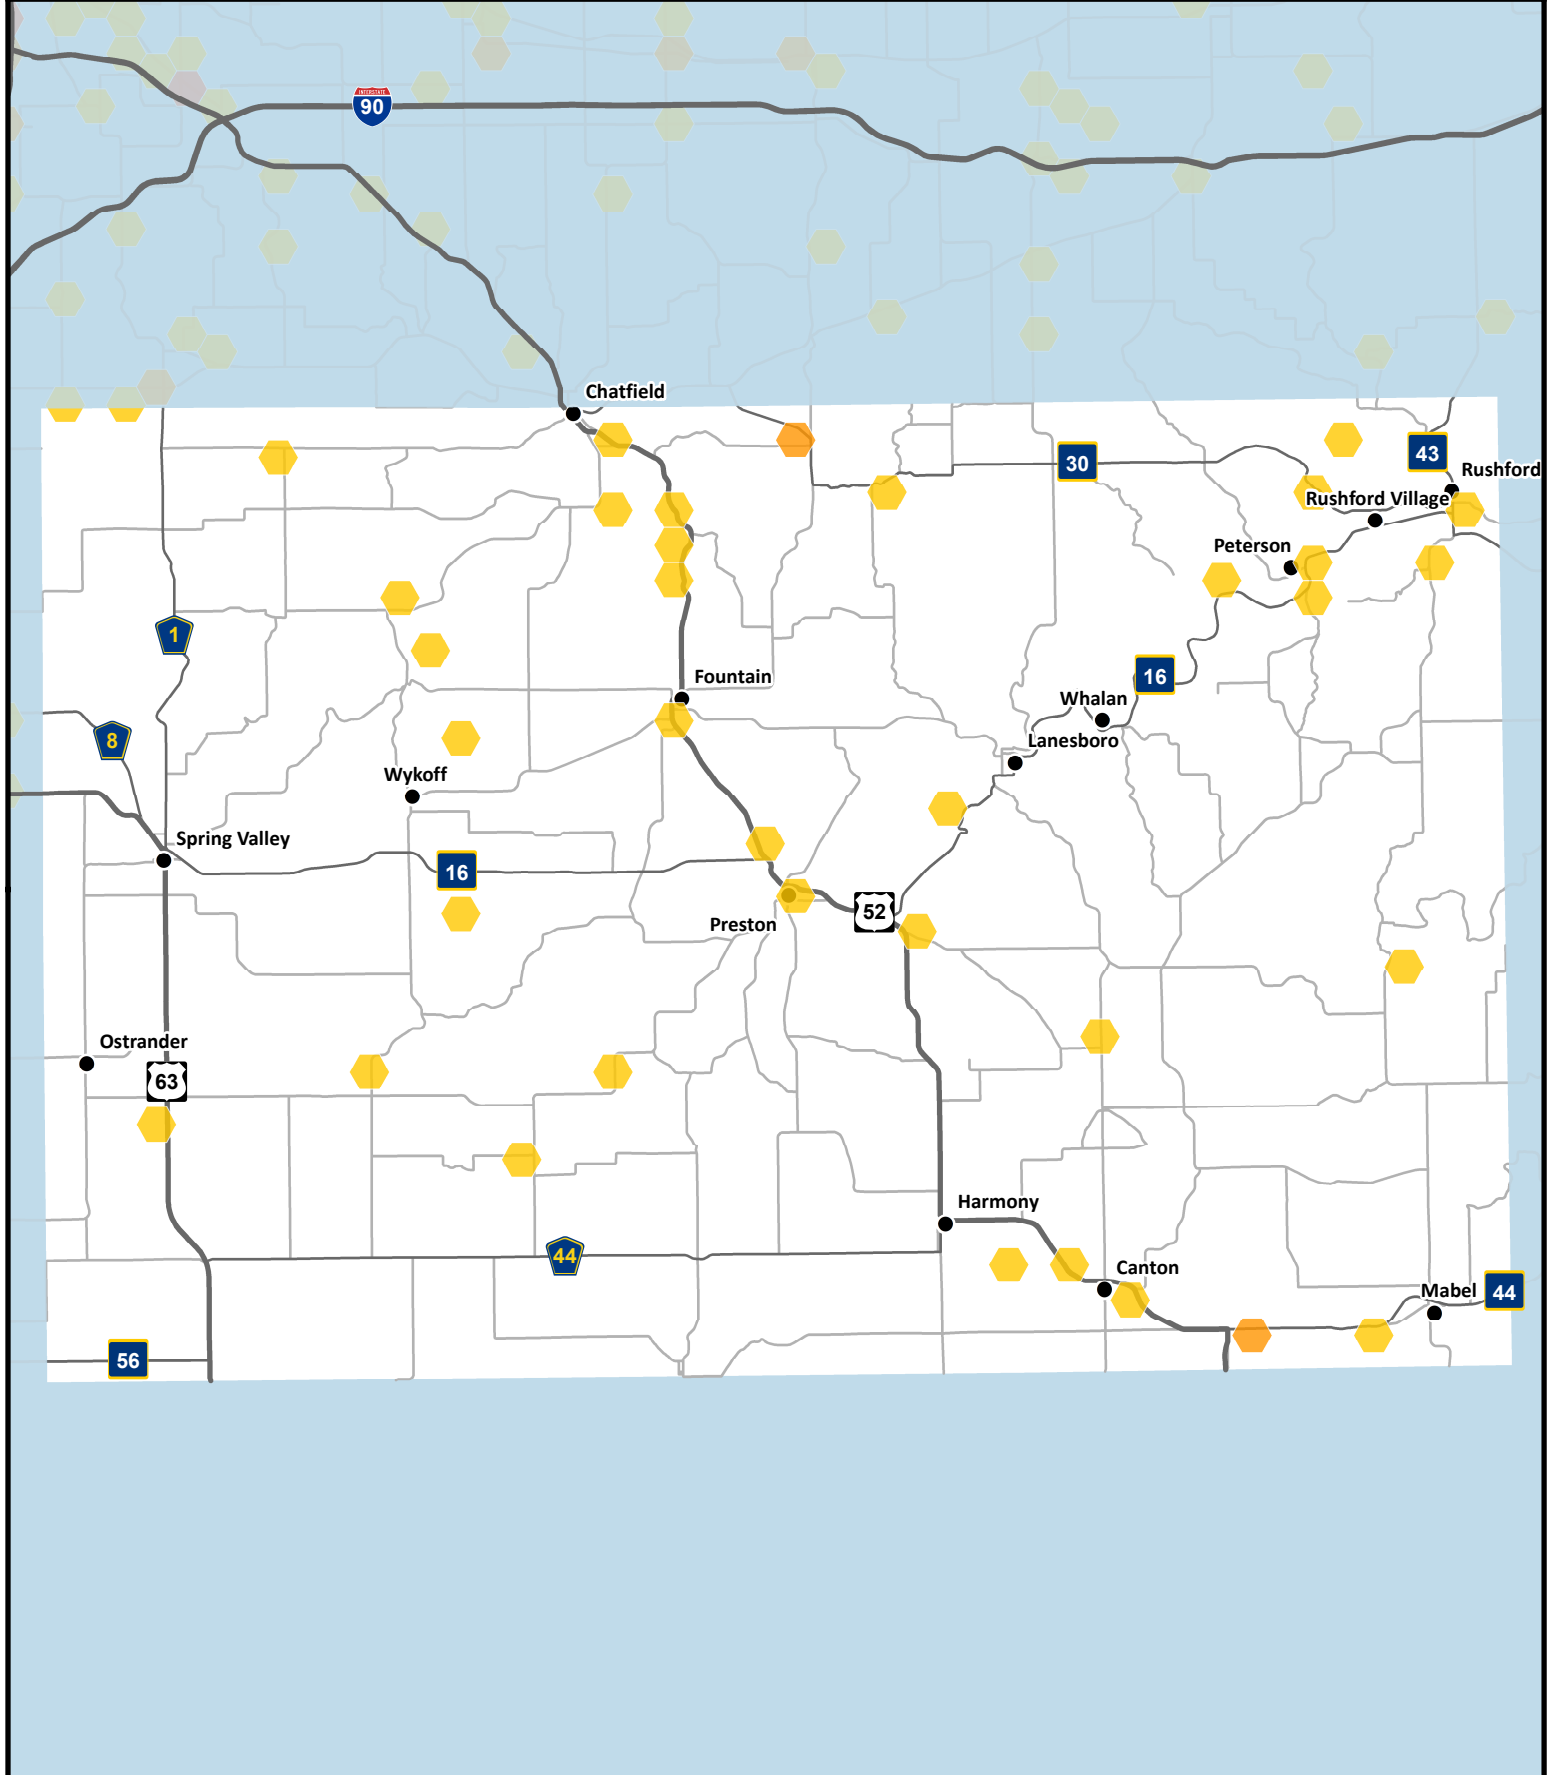 INTERSTATE
90
Chatfield
30
43
Rushford
Rushford Village
Peterson
1
Fountain
16
Whalan
8
Lanesboro
Wykoff
Spring Valley
16
52
Preston
Ostrander
63
Harmony
44
Canton
Mabel
44
56